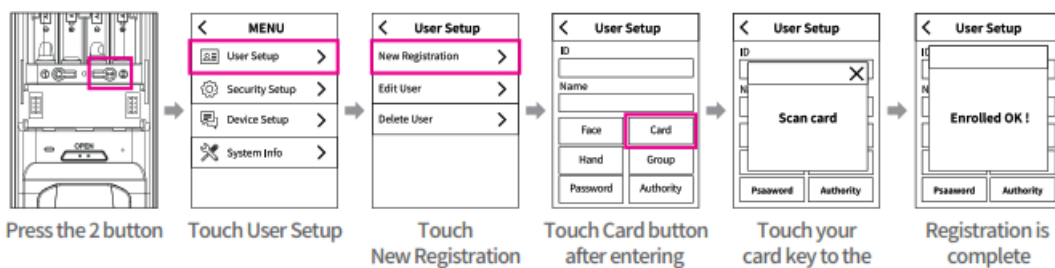 OPEN
Press the 2 button
MENU
User Setup
Security Setup
Device Setup
System Info
Touch User Setup
User Setup
New Registration
Edit User
Delete User
Touch
New Registration
User Setup
ID
Name
Face
Card
Hand
Group
Password
Authority
Touch Card button
after entering
User Setup
ID
N
Scan card
Psaaword
Authority
Touch your
card key to the
User Setup
N
Enrolled OK !
Psaaword
Authority
Registration is
complete